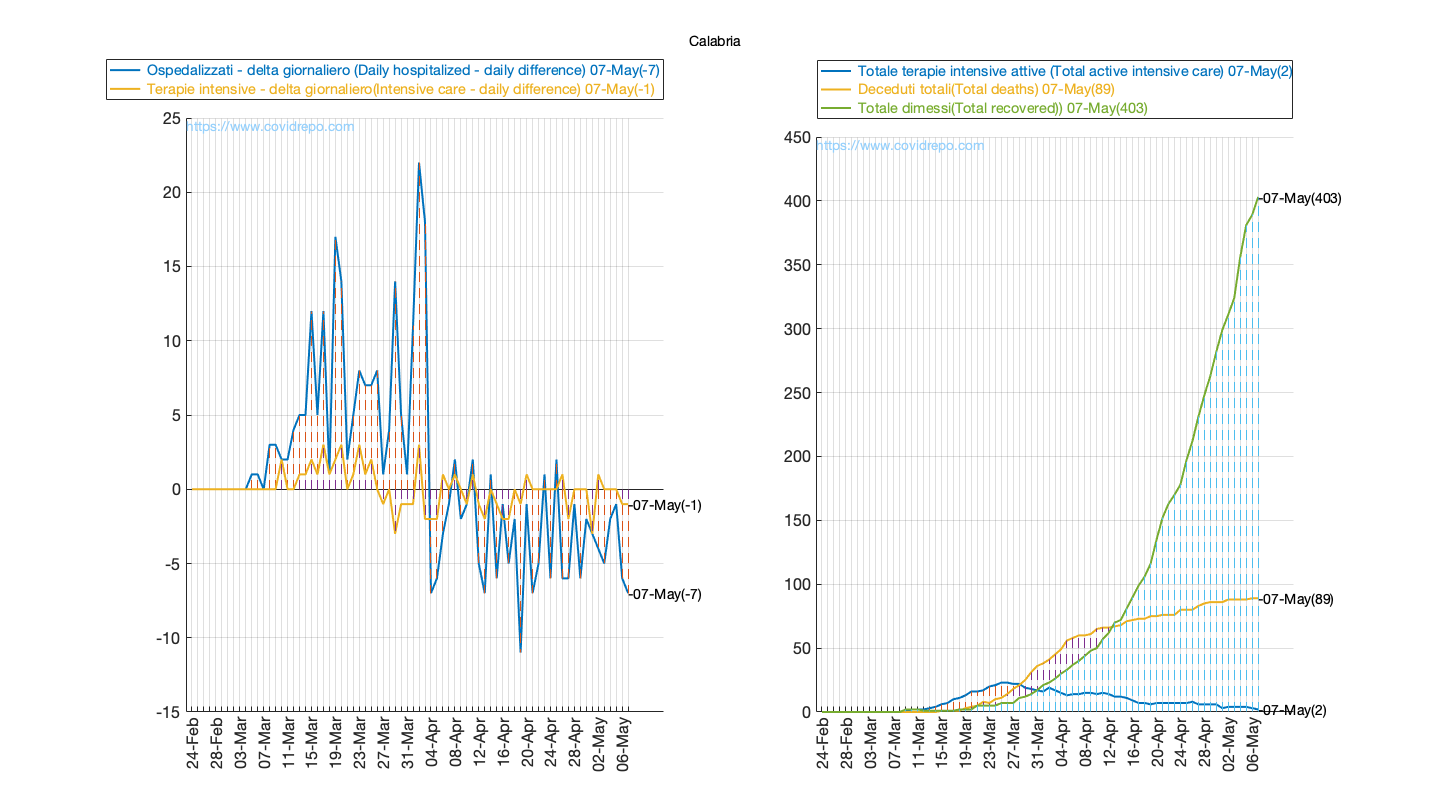 Calabria
Ospedalizzati - delta giornaliero (Daily hospitalized - daily difference) 07-May(-7)
Terapie intensive - delta giornaliero(Intensive care - daily difference) 07-May(-1)
https://www.covidrepo.com
25
20
15
10
5
0
-5
-10
-15
07-May(-1)
07-May(-7)
24-Feb
28-Feb
03-Mar
07-Mar
11-Mar
15-Mar
19-Mar
23-Mar
27-Mar
31-Mar
04-Apr
08-Apr
12-Apr
16-Apr
20-Apr
24-Apr
28-Apr
02-May
06-May
Totale terapie intensive attive (Total active intensive care) 07-May(2)
Deceduti totali(Total deaths) 07-May(89)
Totale dimessi(Total recovered)) 07-May(403)
https://www.covidrepo.com
450
400
350
300
250
200
150
100
50
0
07-May(403)
07-May(89)
07-May(2)
24-Feb
28-Feb
03-Mar
07-Mar
11-Mar
15-Mar
19-Mar
23-Mar
27-Mar
31-Mar
04-Apr
08-Apr
12-Apr
16-Apr
20-Apr
24-Apr
28-Apr
02-May
06-May